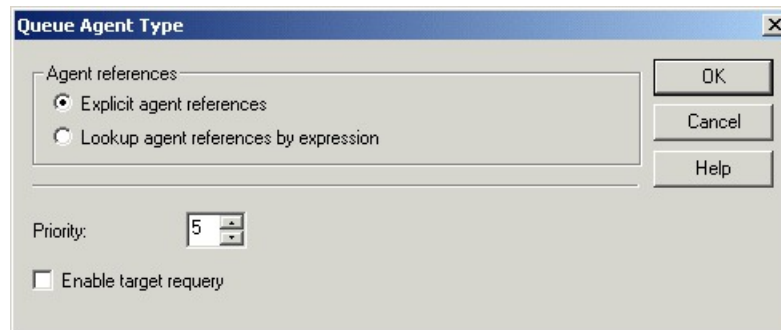 Queue Agent Type
Agent references
Explicit agent references
Lookup agent references by expression
OK
Cancel
Help
Priority:
5
Enable target requery